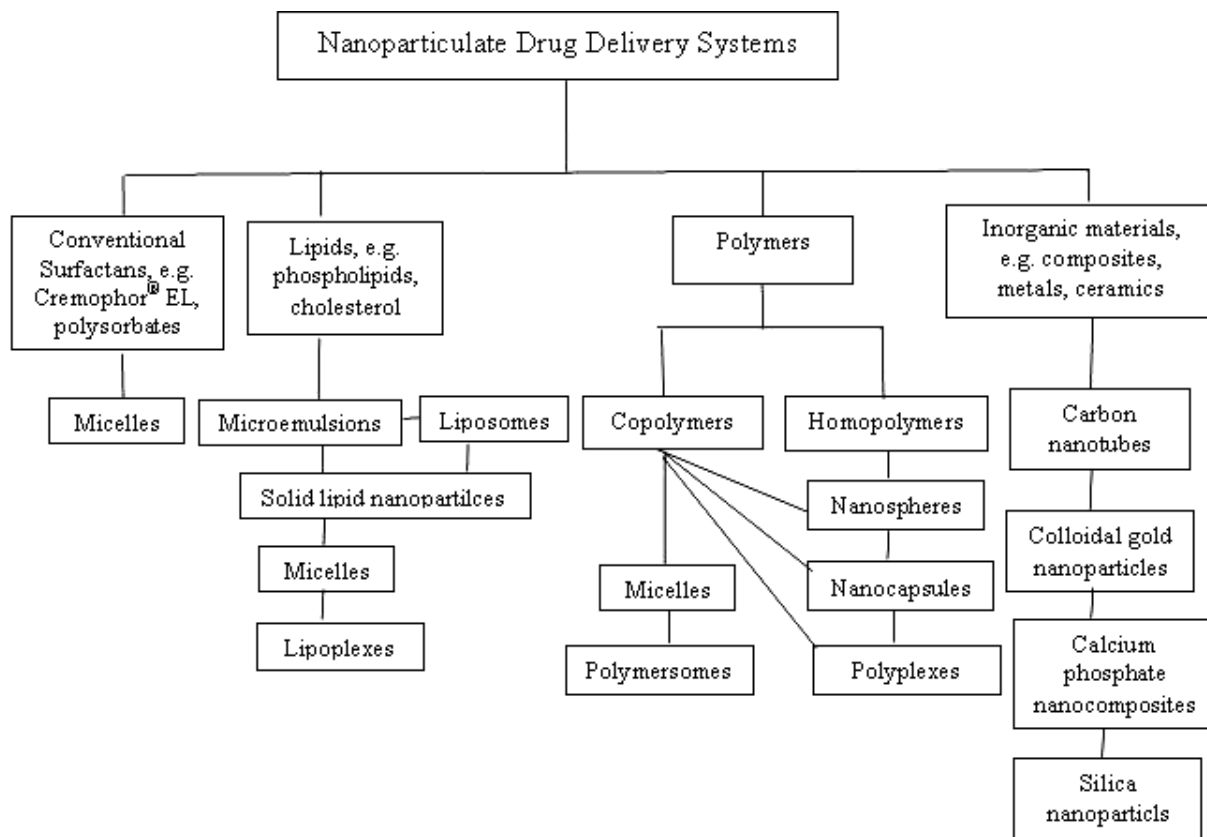 Nanoparticulate Drug Delivery Systems
Conventional
Surfactans, e.g.
Cremophor® EL,
polysorbates
Lipids, e.g.
phospholipids,
cholesterol
Polymers
Inorganic materials,
e.g. composites,
metals, ceramics
Micelles
Microemulsions
Liposomes
Copolymers
Homopolymers
Carbon
nanotubes
Solid lipid nanopartilces
Nanospheres
Colloidal gold
nanoparticles
Micelles
Micelles
Nanocapsules
Lipoplexes
Polymersomes
Polyplexes
Calcium
phosphate
nanocomposites
Silica
nanoparticls